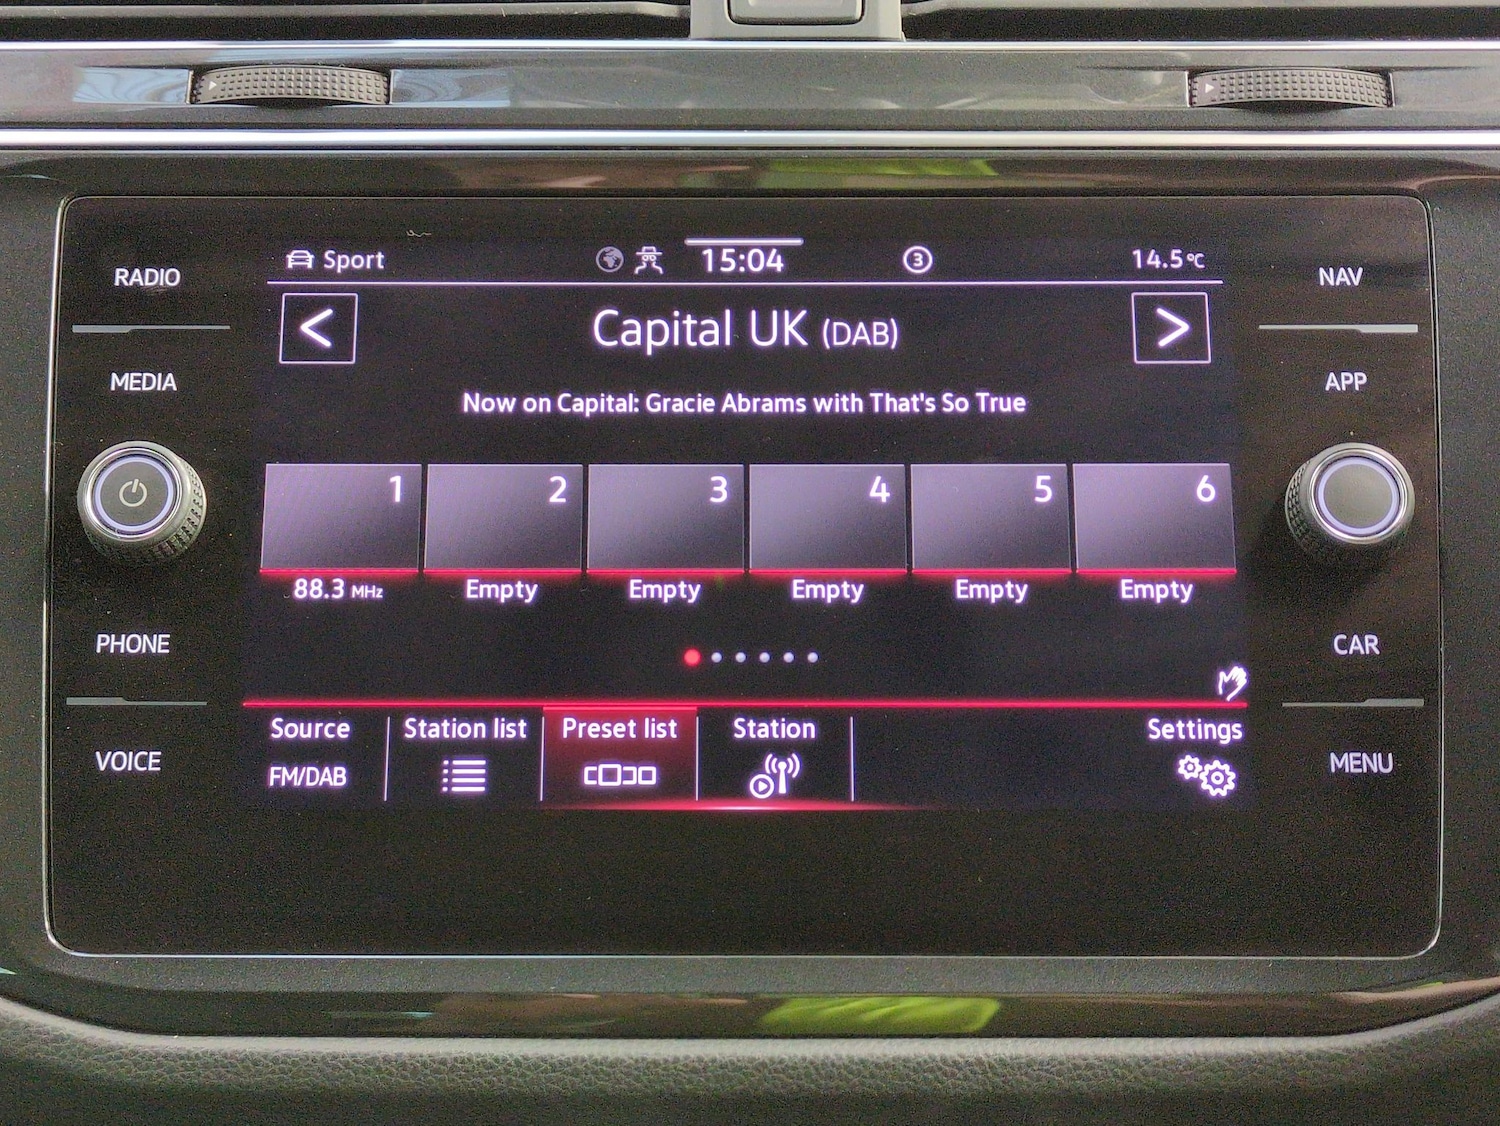 Sport 15:04 3 14.5°C
RADIO
NAV
< Capital UK (DAB) >
MEDIA
APP
Now on Capital: Gracie Abrams with That's So True
1 2 3 4 5 6
88.3 MHz Empty Empty Empty Empty Empty
PHONE
CAR
Source Station list Preset list Station Settings
FM/DAB
VOICE
MENU